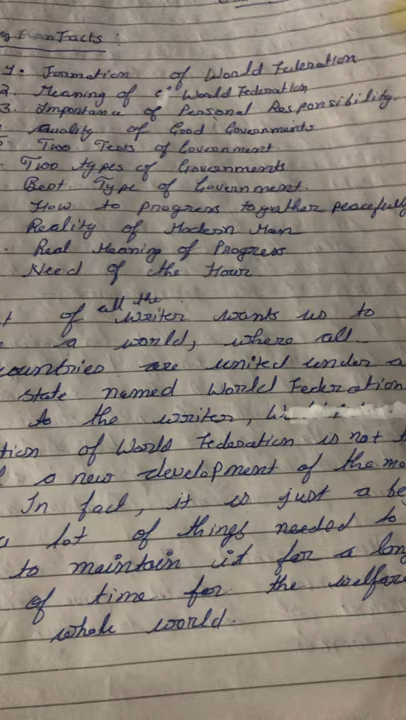 Facts :
1. Formation of World Federation
2. Meaning of World Federation
3. Importance of Personal Responsibility.
Quality of Good Governments
Two Tests of Government
Two types of Governments
Best Type of Government.
How to progress togather peacefully
Reality of Modern Man
Real Meaning of Progress
Need of the Hour
of all the writer wants us to
a world, where all
countries are united under a
state named World Federation.
to the writer,
tion of World Federation is not
a new development of the
In fact, it is just a be
lot of things needed to
to maintain it for a long
of time for the welfare
whole world.